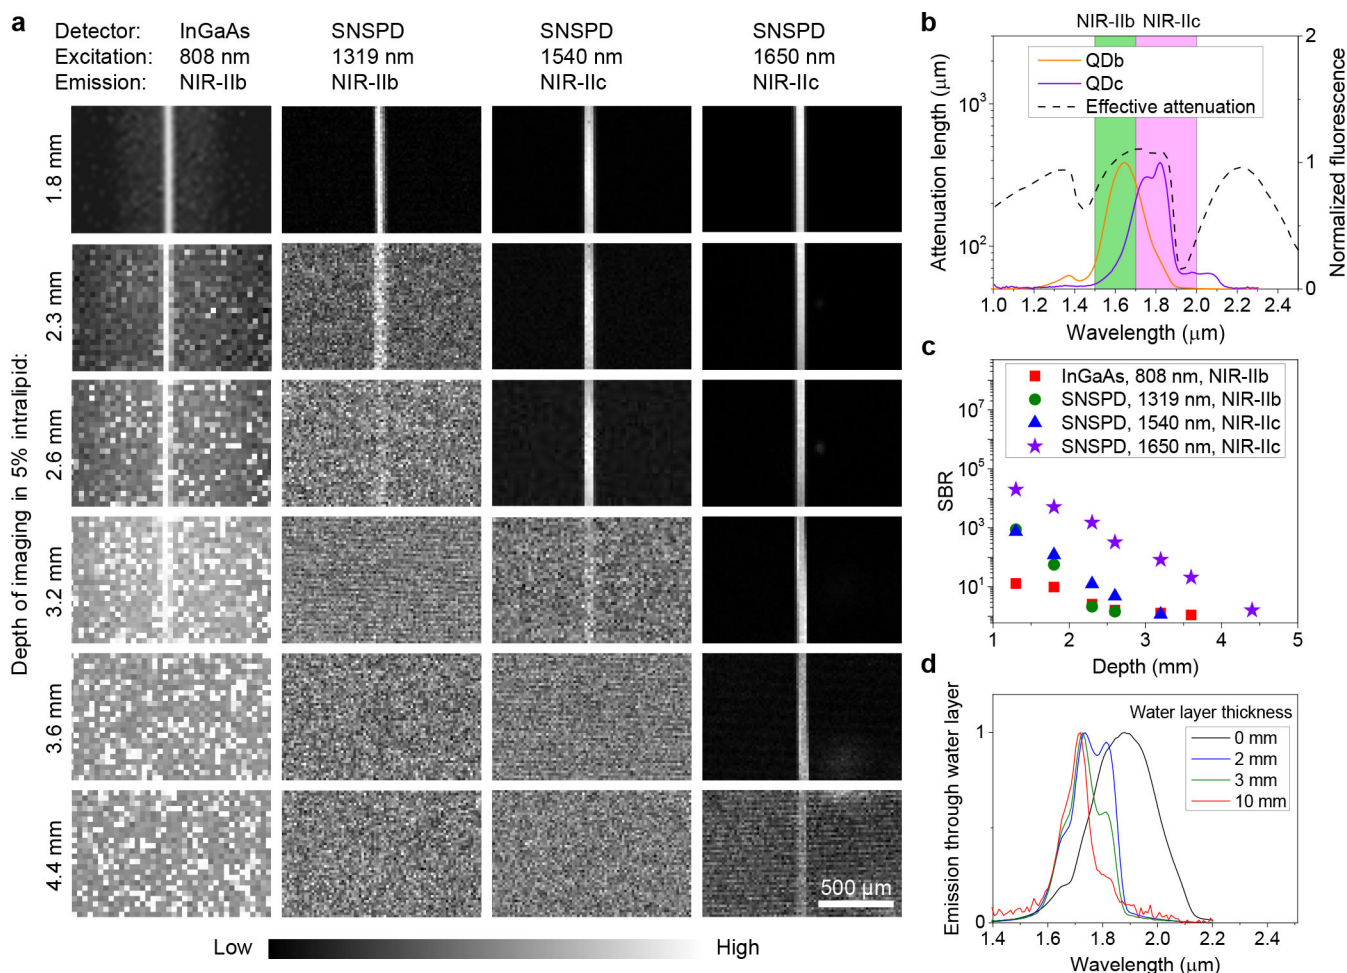 a
Detector: InGaAs SNSPD SNSPD SNSPD
Excitation: 808 nm 1319 nm 1540 nm 1650 nm
Emission: NIR-IIb NIR-IIb NIR-IIc NIR-IIc
Depth of imaging in 5% intralipid:
1.8 mm
2.3 mm
2.6 mm
3.2 mm
3.6 mm
4.4 mm
500 µm
Low High
b
NIR-IIb NIR-IIc
QDb
QDc
Effective attenuation
Attenuation length (µm)
10³
10²
Normalized fluorescence
2
1
0
1.0 1.2 1.4 1.6 1.8 2.0 2.2 2.4
Wavelength (µm)
c
InGaAs, 808 nm, NIR-IIb
SNSPD, 1319 nm, NIR-IIb
SNSPD, 1540 nm, NIR-IIc
SNSPD, 1650 nm, NIR-IIc
SBR
10⁷
10⁵
10³
10¹
1 2 3 4 5
Depth (mm)
d
Emission through water layer
Water layer thickness
0 mm
2 mm
3 mm
10 mm
1
0
1.4 1.6 1.8 2.0 2.2 2.4
Wavelength (µm)